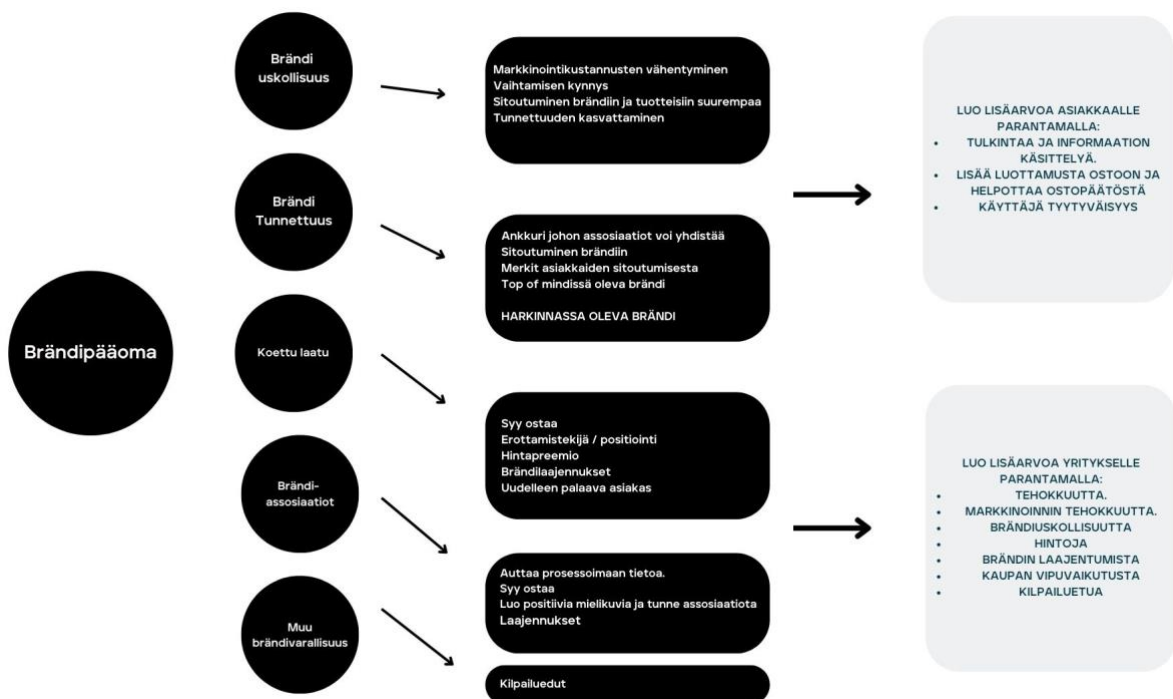 Brändipääoma
Brändi
uskollisuus
Brändi
Tunnettuus
Koettu laatu
Brändi-
assosiaatiot
Muu
brändivarallisuus
Markkinointikustannusten vähentyminen
Vaihtamisen kynnys
Sitoutuminen brändiin ja tuotteisiin suurempaa
Tunnettuuden kasvattaminen
Ankkuri johon assosiaatiot voi yhdistää
Sitoutuminen brändiin
Merkit asiakkaiden sitoutumisesta
Top of mindissä oleva brändi
HARKINNASSA OLEVA BRÄNDI
Syy ostaa
Erottamistekijä / positiointi
Hintapreemio
Brändilaajennukset
Uudelleen palaava asiakas
Auttaa prosessoimaan tietoa.
Syy ostaa
Luo positiivia mielikuvia ja tunne assosiaatiota
Laajennukset
Kilpailuedut
LUO LISÄARVOA ASIAKKAALLE
PARANTAMALLA:
• TULKINTAA JA INFORMAATION
KÄSITTELYÄ.
• LISÄÄ LUOTTAMUSTA OSTOON JA
HELPOTTAA OSTOPÄÄTÖSTÄ
• KÄYTTÄJÄ TYYTYVÄISYYS
LUO LISÄARVOA YRITYKSELLE
PARANTAMALLA:
• TEHOKKUUTTA.
• MARKKINOINNIN TEHOKKUUTTA.
• BRÄNDIUSKOLLISUUTTA
• HINTOJA
• BRÄNDIN LAAJENTUMISTA
• KAUPAN VIPUVAIKUTUSTA
• KILPAILUETUA